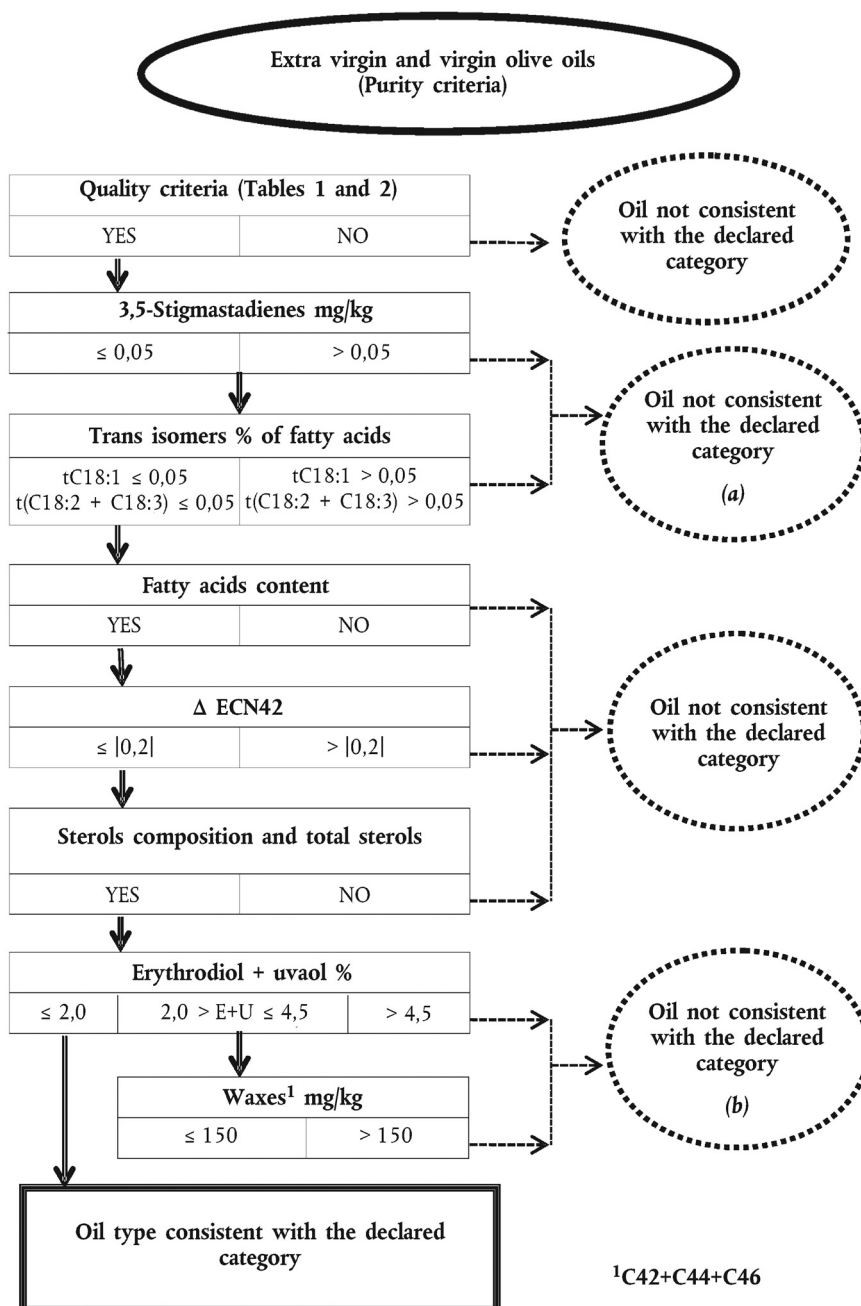 Extra virgin and virgin olive oils
(Purity criteria)
Quality criteria (Tables 1 and 2)
YES NO
Oil not consistent
with the declared
category
3,5-Stigmastadienes mg/kg
≤ 0,05 > 0,05
Trans isomers % of fatty acids
tC18:1 ≤ 0,05 tC18:1 > 0,05
t(C18:2 + C18:3) ≤ 0,05 t(C18:2 + C18:3) > 0,05
Oil not consistent
with the declared
category
(a)
Fatty acids content
YES NO
Δ ECN42
≤ |0,2| > |0,2|
Sterols composition and total sterols
YES NO
Oil not consistent
with the declared
category
Erythrodiol + uvaol %
≤ 2,0 2,0 > E+U ≤ 4,5 > 4,5
Waxes¹ mg/kg
≤ 150 > 150
Oil not consistent
with the declared
category
(b)
Oil type consistent with the declared
category
¹C42+C44+C46